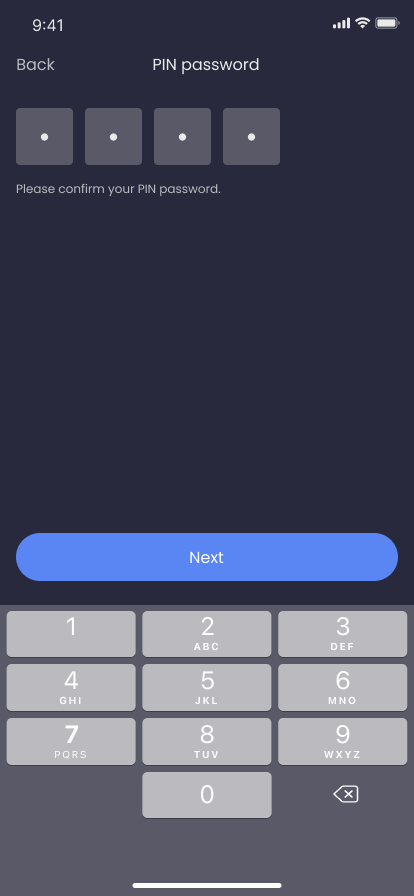 9:41
Back PIN password
Please confirm your PIN password.
Next
1 2 3
ABC DEF
4 5 6
GHI JKL MNO
7 8 9
PQRS TUV WXYZ
0